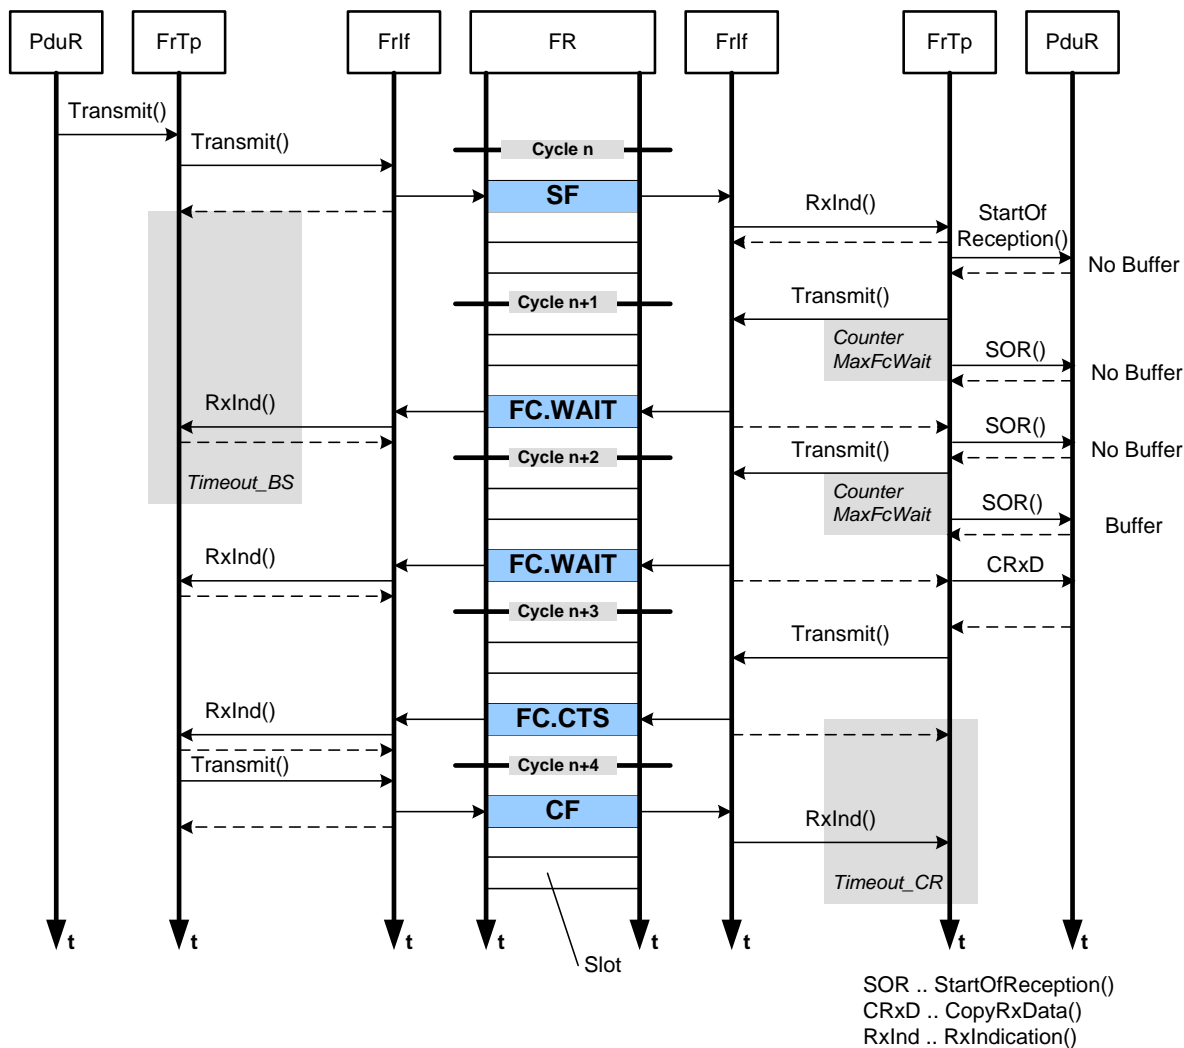 PduR FrTp FrIf FR FrIf FrTp PduR
Transmit()
Transmit()
Cycle n
SF
RxInd()
StartOf
Reception()
No Buffer
Cycle n+1
Transmit()
Counter
MaxFcWait
SOR()
No Buffer
RxInd()
FC.WAIT
SOR()
No Buffer
Cycle n+2
Transmit()
Timeout_BS
Counter
MaxFcWait
SOR()
Buffer
RxInd()
FC.WAIT
CRxD
Cycle n+3
Transmit()
RxInd()
FC.CTS
Transmit()
Cycle n+4
CF
RxInd()
Timeout_CR
t t t t t t t t
Slot
SOR .. StartOfReception()
CRxD .. CopyRxData()
RxInd .. RxIndication()